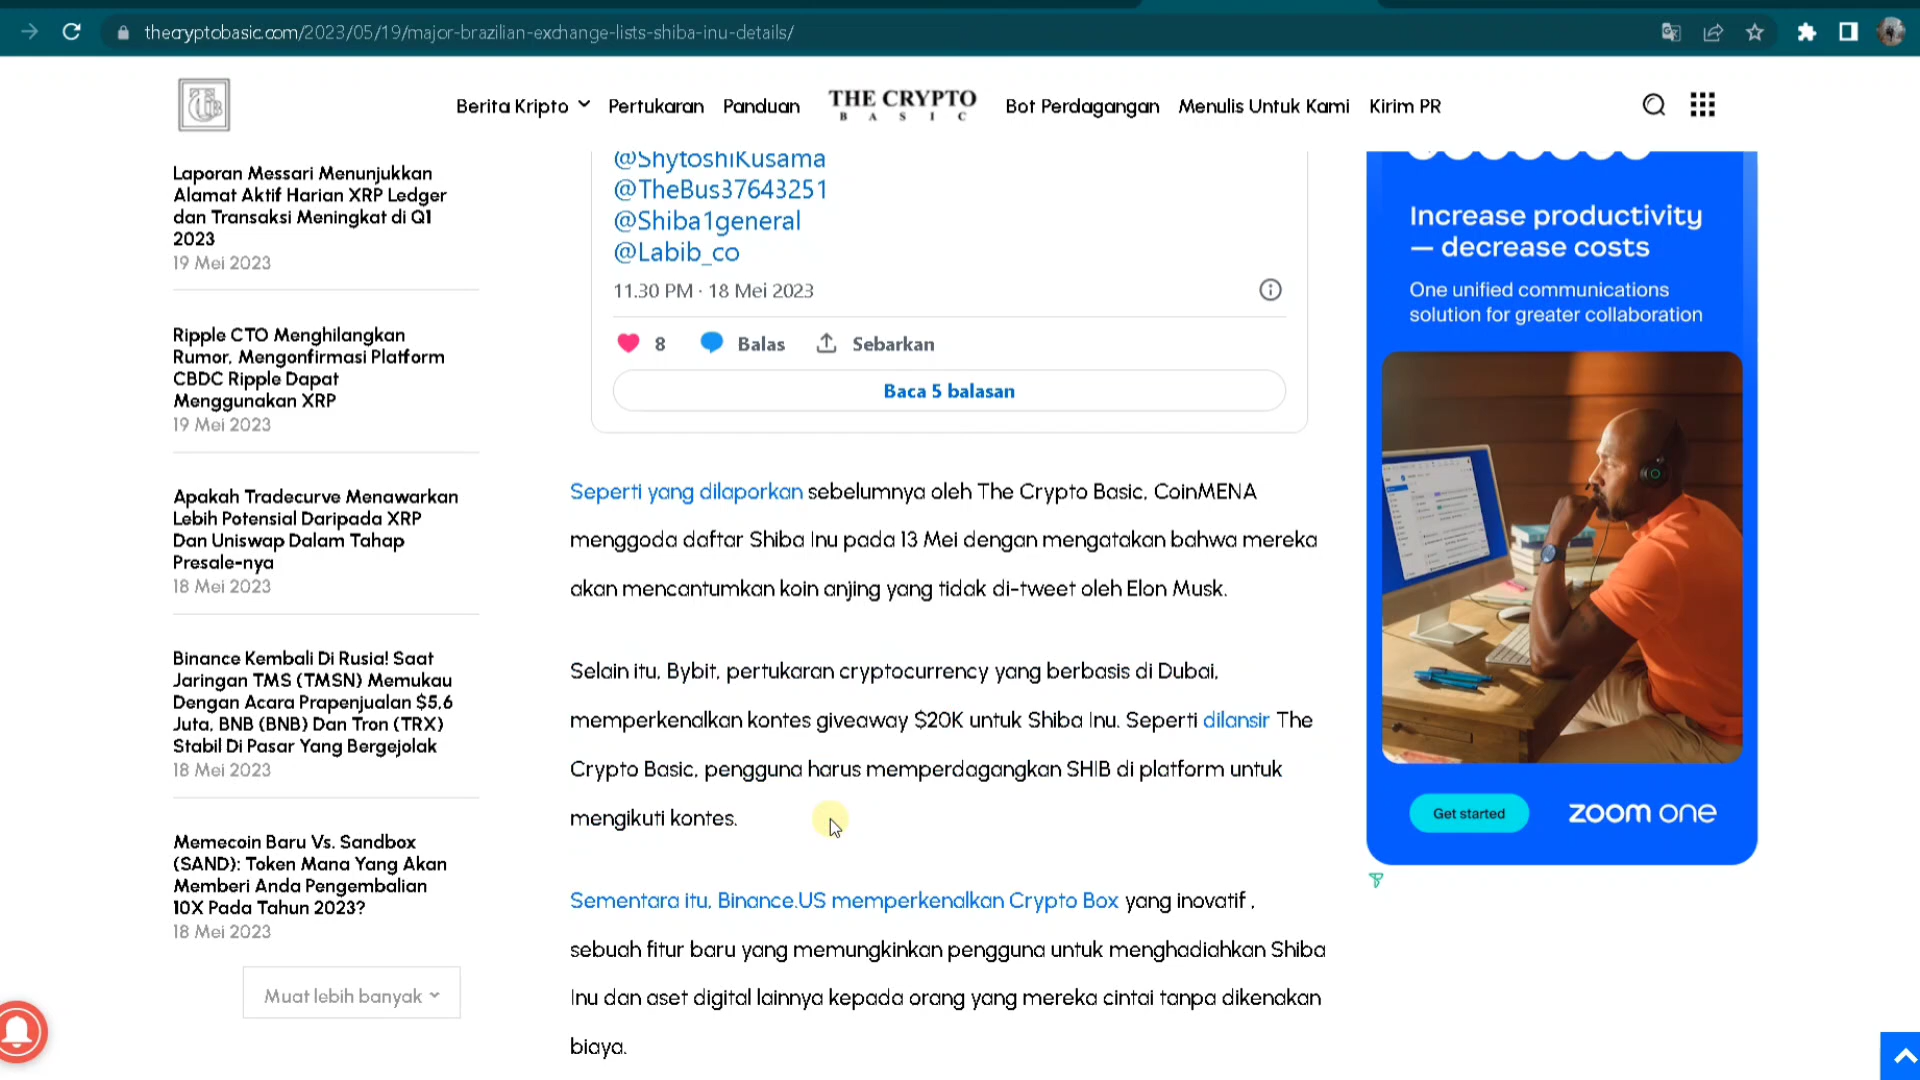 thecryptobasic.com/2023/05/19/major-brazilian-exchange-lists-shiba-inu-details/
Berita Kripto
Pertukaran
Panduan
THE CRYPTO
BASIC
Bot Perdagangan
Menulis Untuk Kami
Kirim PR
Laporan Messari Menunjukkan
Alamat Aktif Harian XRP Ledger
dan Transaksi Meningkat di Q1
2023
19 Mei 2023
Ripple CTO Menghilangkan
Rumor, Mengonfirmasi Platform
CBDC Ripple Dapat
Menggunakan XRP
19 Mei 2023
Apakah Tradecurve Menawarkan
Lebih Potensial Daripada XRP
Dan Uniswap Dalam Tahap
Presale-nya
18 Mei 2023
Binance Kembali Di Rusia! Saat
Jaringan TMS (TMSN) Memukau
Dengan Acara Prapenjualan $5,6
Juta, BNB (BNB) Dan Tron (TRX)
Stabil Di Pasar Yang Bergejolak
18 Mei 2023
Memecoin Baru Vs. Sandbox
(SAND): Token Mana Yang Akan
Memberi Anda Pengembalian
10X Pada Tahun 2023?
18 Mei 2023
Muat lebih banyak
@ShytoshiKusama
@TheBus37643251
@Shiba1general
@Labib_co
11.30 PM · 18 Mei 2023
8 Balas Sebarkan
Baca 5 balasan
Seperti yang dilaporkan sebelumnya oleh The Crypto Basic, CoinMENA
menggoda daftar Shiba Inu pada 13 Mei dengan mengatakan bahwa mereka
akan mencantumkan koin anjing yang tidak di-tweet oleh Elon Musk.
Selain itu, Bybit, pertukaran cryptocurrency yang berbasis di Dubai,
memperkenalkan kontes giveaway $20K untuk Shiba Inu. Seperti dilansir The
Crypto Basic, pengguna harus memperdagangkan SHIB di platform untuk
mengikuti kontes.
Sementara itu, Binance.US memperkenalkan Crypto Box yang inovatif ,
sebuah fitur baru yang memungkinkan pengguna untuk menghadiahkan Shiba
Inu dan aset digital lainnya kepada orang yang mereka cintai tanpa dikenakan
biaya.
Increase productivity
— decrease costs
One unified communications
solution for greater collaboration
Get started
zoom one